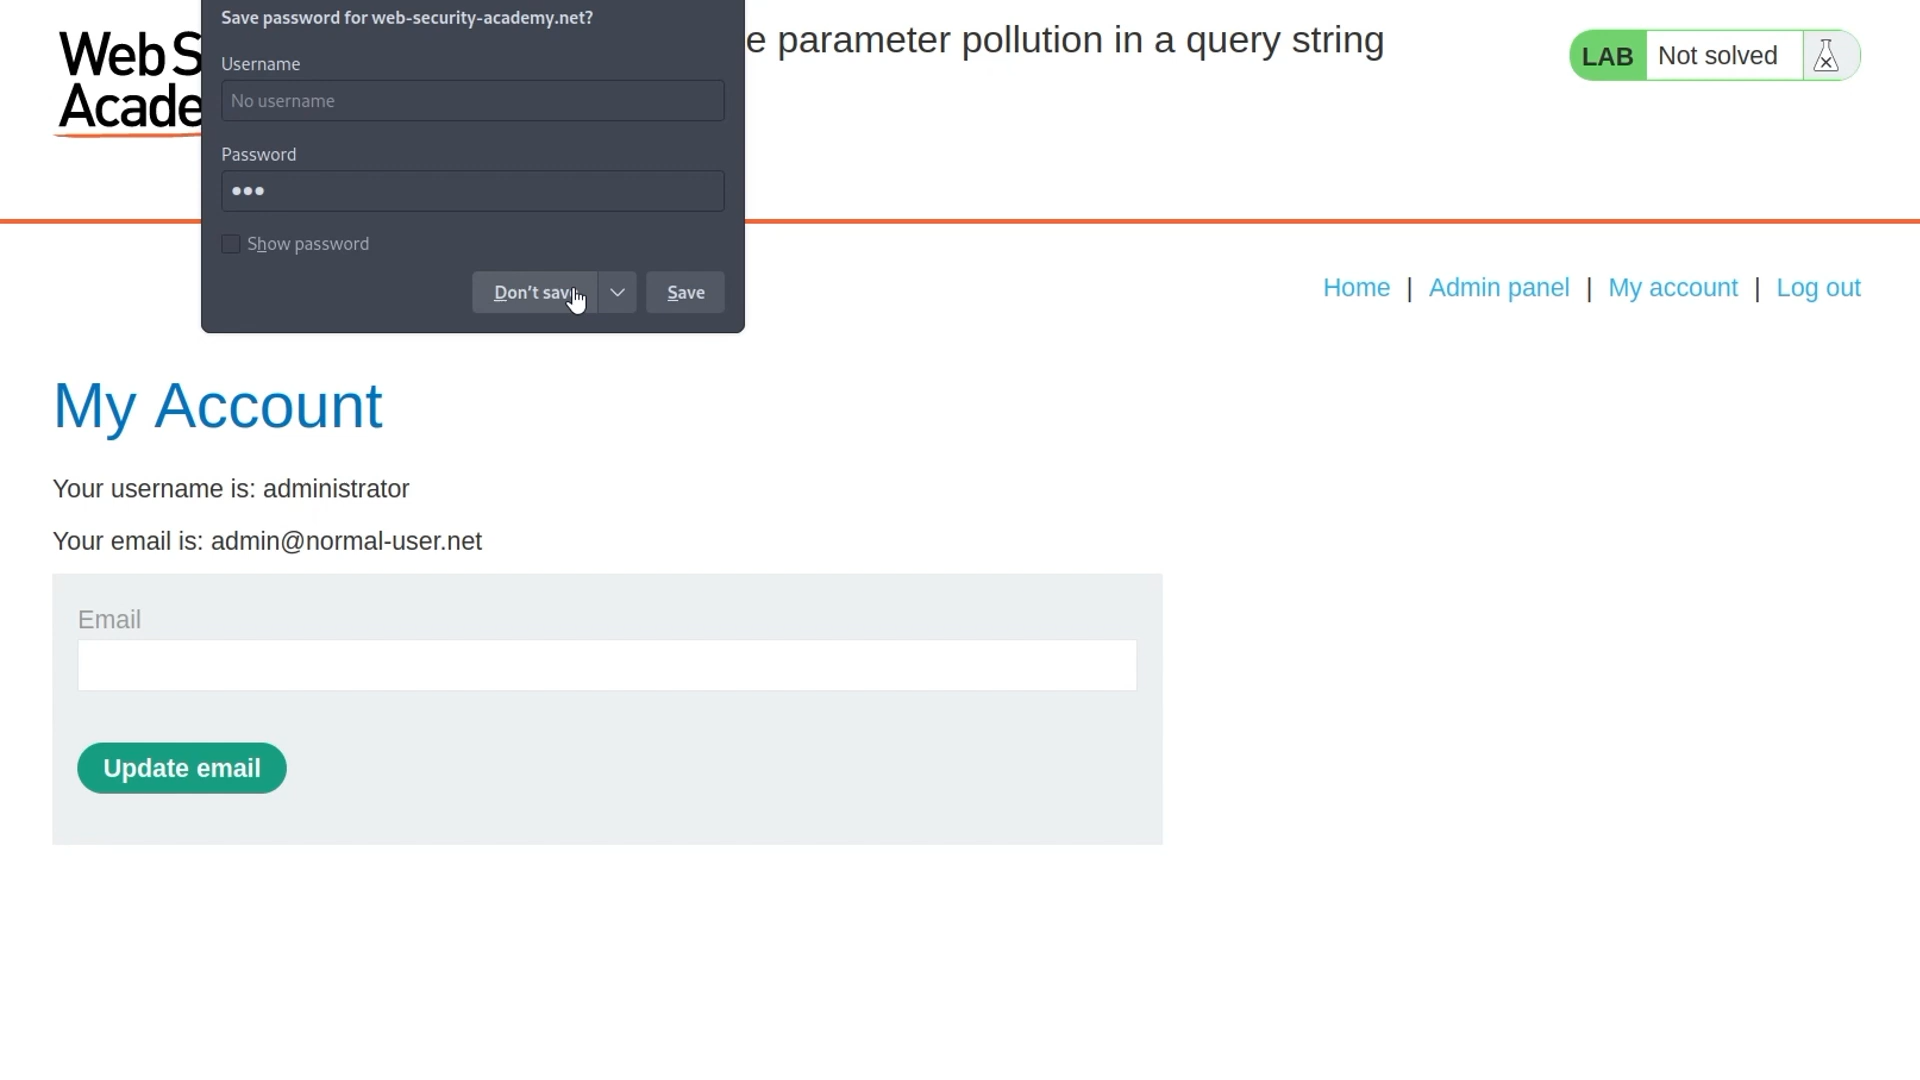 Save password for web-security-academy.net?
Username
No username
Password
•••
Show password
Don't save
Save
Web S
Acade
e parameter pollution in a query string
LAB
Not solved
Home | Admin panel | My account | Log out
My Account
Your username is: administrator
Your email is: admin@normal-user.net
Email
Update email